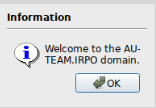 Information
Welcome to the AU-
TEAM.IRPO domain.
OK